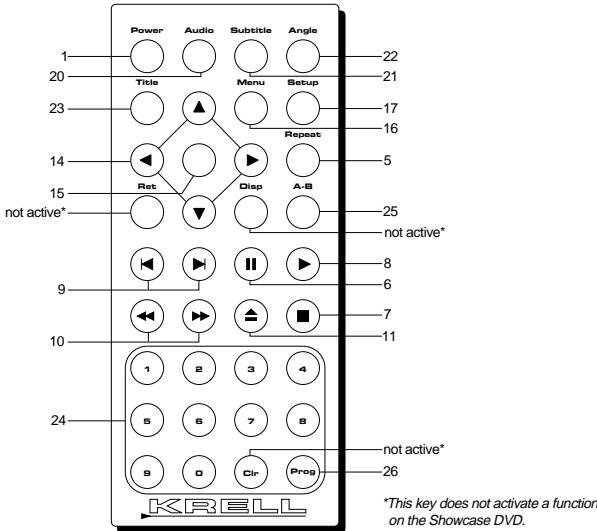 Power Audio Subtitle Angle
1 22
20 21
Title Menu Setup
23 17
16
Repeat
14 5
15
Ret Disp A-B
not active* 25
not active*
8
9 6
7
10 11
1 2 3 4
24 5 6 7 8
not active*
9 0 Clr Prog 26
KRELL
*This key does not activate a function
on the Showcase DVD.